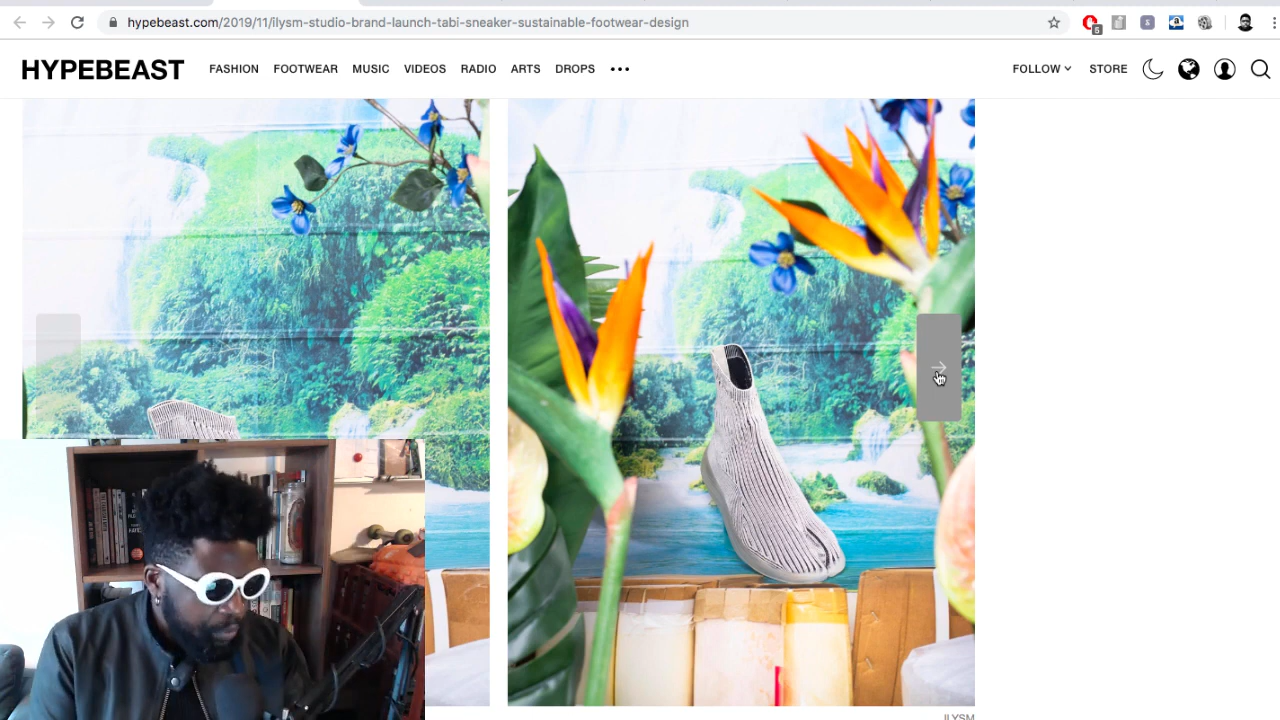 hypebeast.com/2019/11/ilysm-studio-brand-launch-tabi-sneaker-sustainable-footwear-design
5
HYPEBEAST FASHION FOOTWEAR MUSIC VIDEOS RADIO ARTS DROPS ••• FOLLOW STORE
ILYSM